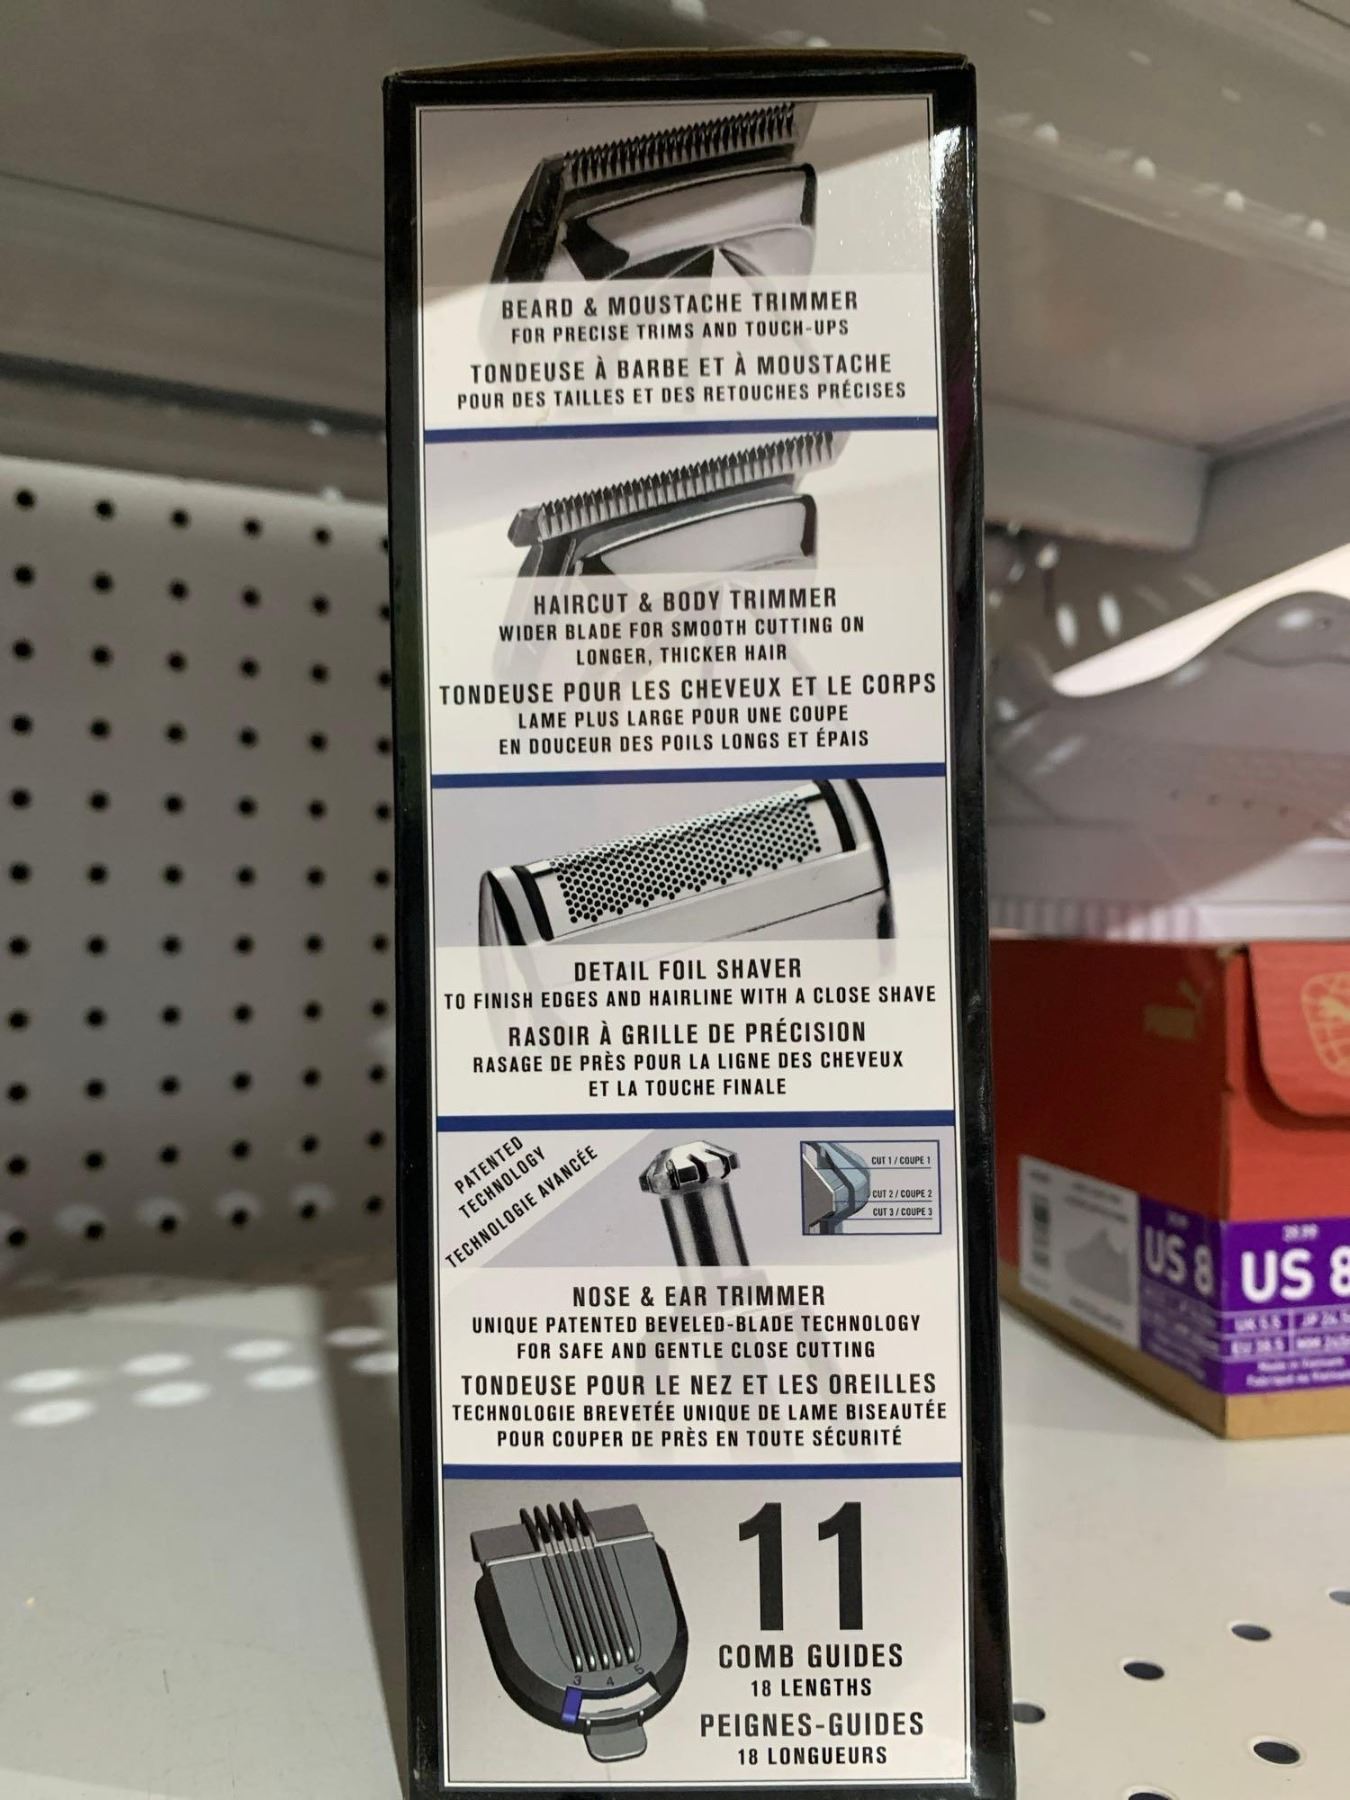 BEARD & MOUSTACHE TRIMMER
FOR PRECISE TRIMS AND TOUCH-UPS
TONDEUSE À BARBE ET À MOUSTACHE
POUR DES TAILLES ET DES RETOUCHES PRÉCISES
HAIRCUT & BODY TRIMMER
WIDER BLADE FOR SMOOTH CUTTING ON
LONGER, THICKER HAIR
TONDEUSE POUR LES CHEVEUX ET LE CORPS
LAME PLUS LARGE POUR UNE COUPE
EN DOUCEUR DES POILS LONGS ET ÉPAIS
DETAIL FOIL SHAVER
TO FINISH EDGES AND HAIRLINE WITH A CLOSE SHAVE
RASOIR À GRILLE DE PRÉCISION
RASAGE DE PRÈS POUR LA LIGNE DES CHEVEUX
ET LA TOUCHE FINALE
PATENTED
TECHNOLOGY
TECHNOLOGIE AVANCÉE
CUT 1 / COUPE 1
CUT 2 / COUPE 2
CUT 3 / COUPE 3
NOSE & EAR TRIMMER
UNIQUE PATENTED BEVELED-BLADE TECHNOLOGY
FOR SAFE AND GENTLE CLOSE CUTTING
TONDEUSE POUR LE NEZ ET LES OREILLES
TECHNOLOGIE BREVETÉE UNIQUE DE LAME BISEAUTÉE
POUR COUPER DE PRÈS EN TOUTE SÉCURITÉ
3 4 5
11
COMB GUIDES
18 LENGTHS
PEIGNES-GUIDES
18 LONGUEURS
US 8
US 8